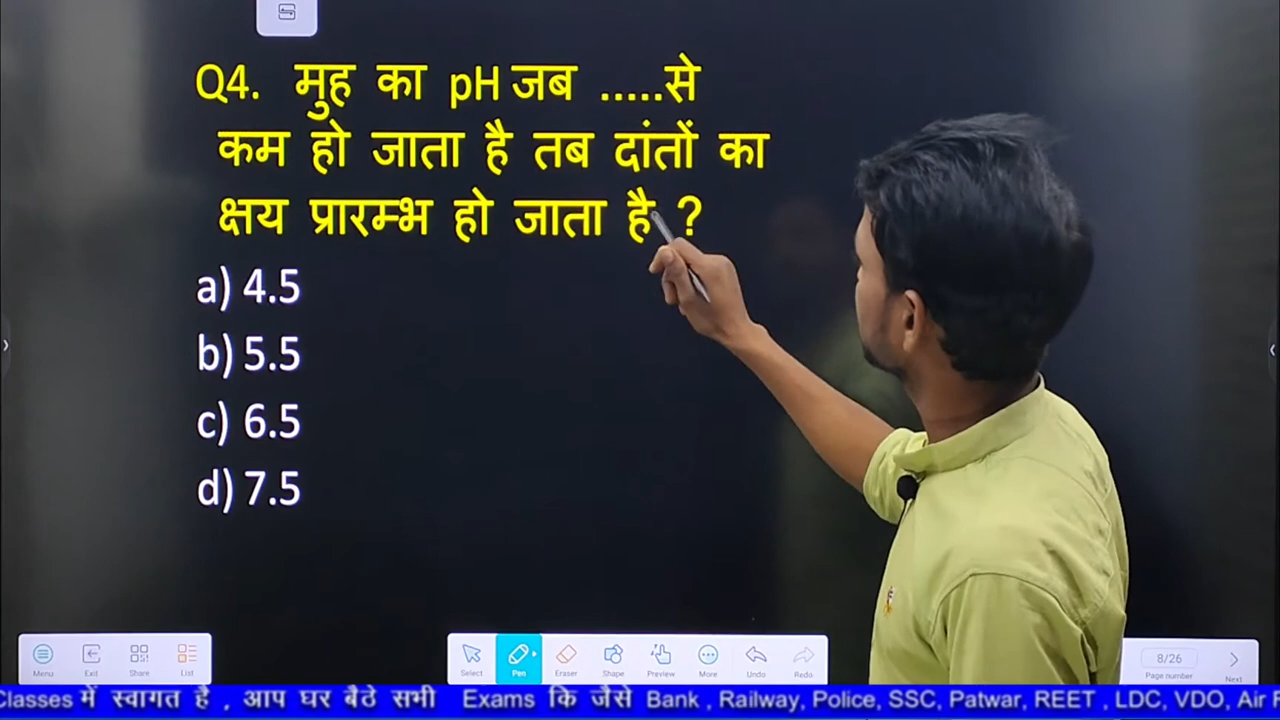 Q4. मुह का pH जब .....से
कम हो जाता है तब दांतों का
क्षय प्रारम्भ हो जाता है ?
a) 4.5
b) 5.5
c) 6.5
d) 7.5
Menu Exit Share List
Select Pen Eraser Shape Preview More Undo Redo
8/26
Page number Next
Classes में स्वागत है , आप घर बैठे सभी Exams कि जैसे Bank , Railway, Police, SSC, Patwar, REET , LDC, VDO, Air F